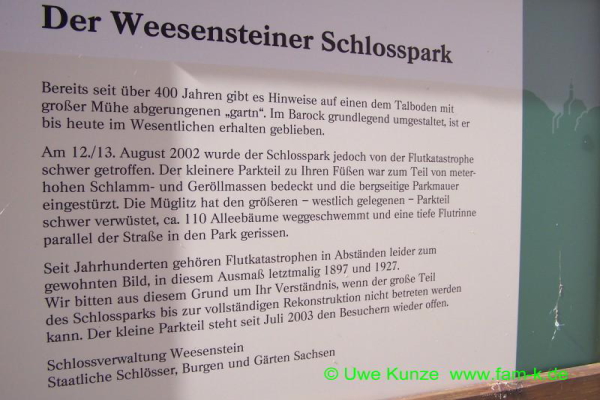 Der Weesensteiner Schlosspark
Bereits seit über 400 Jahren gibt es Hinweise auf einen dem Talboden mit
großer Mühe abgerungenen „gartn“. Im Barock grundlegend umgestaltet, ist er
bis heute im Wesentlichen erhalten geblieben.
Am 12./13. August 2002 wurde der Schlosspark jedoch von der Flutkatastrophe
schwer getroffen. Der kleinere Parkteil zu Ihren Füßen war zum Teil von meter-
hohen Schlamm- und Geröllmassen bedeckt und die bergseitige Parkmauer
eingestürzt. Die Müglitz hat den größeren – westlich gelegenen – Parkteil
schwer verwüstet, ca. 110 Alleebäume weggeschwemmt und eine tiefe Flutrinne
parallel der Straße in den Park gerissen.
Seit Jahrhunderten gehören Flutkatastrophen in Abständen leider zum
gewohnten Bild, in diesem Ausmaß letztmalig 1897 und 1927.
Wir bitten aus diesem Grund um Ihr Verständnis, wenn der große Teil
des Schlossparks bis zur vollständigen Rekonstruktion nicht betreten werden
kann. Der kleine Parkteil steht seit Juli 2003 den Besuchern wieder offen.
Schlossverwaltung Weesenstein
Staatliche Schlösser, Burgen und Gärten Sachsen
© Uwe Kunze www.fam-k.de